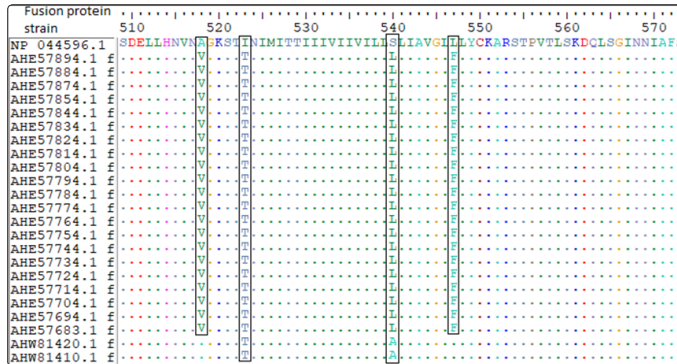 Fusion protein
strain
510 520 530 540 550 560 570
NP 044596.1 SDELLHNVNAGKSTINIMITTIIIVIIVILLSLIAVGILLYCKARSTPVTLSKDQLSGINNIAF
AHE57894.1 f .........V....T................L......F.........................
AHE57884.1 f .........V....T................L......F.........................
AHE57874.1 f .........V....T................L......F.........................
AHE57854.1 f .........V....T................L......F.........................
AHE57844.1 f .........V....T................L......F.........................
AHE57834.1 f .........V....T................L......F.........................
AHE57824.1 f .........V....T................L......F.........................
AHE57814.1 f .........V....T................L......F.........................
AHE57804.1 f .........V....T................L......F.........................
AHE57794.1 f .........V....T................L......F.........................
AHE57784.1 f .........V....T................L......F.........................
AHE57774.1 f .........V....T................L......F.........................
AHE57764.1 f .........V....T................L......F.........................
AHE57754.1 f .........V....T................L......F.........................
AHE57744.1 f .........V....T................L......F.........................
AHE57734.1 f .........V....T................L......F.........................
AHE57724.1 f .........V....T................L......F.........................
AHE57714.1 f .........V....T................L......F.........................
AHE57704.1 f .........V....T................L......F.........................
AHE57694.1 f .........V....T................L......F.........................
AHE57683.1 f .........V....T................L......F.........................
AHW81420.1 f ..............T................A................................
AHW81410.1 f ..............T................A................................